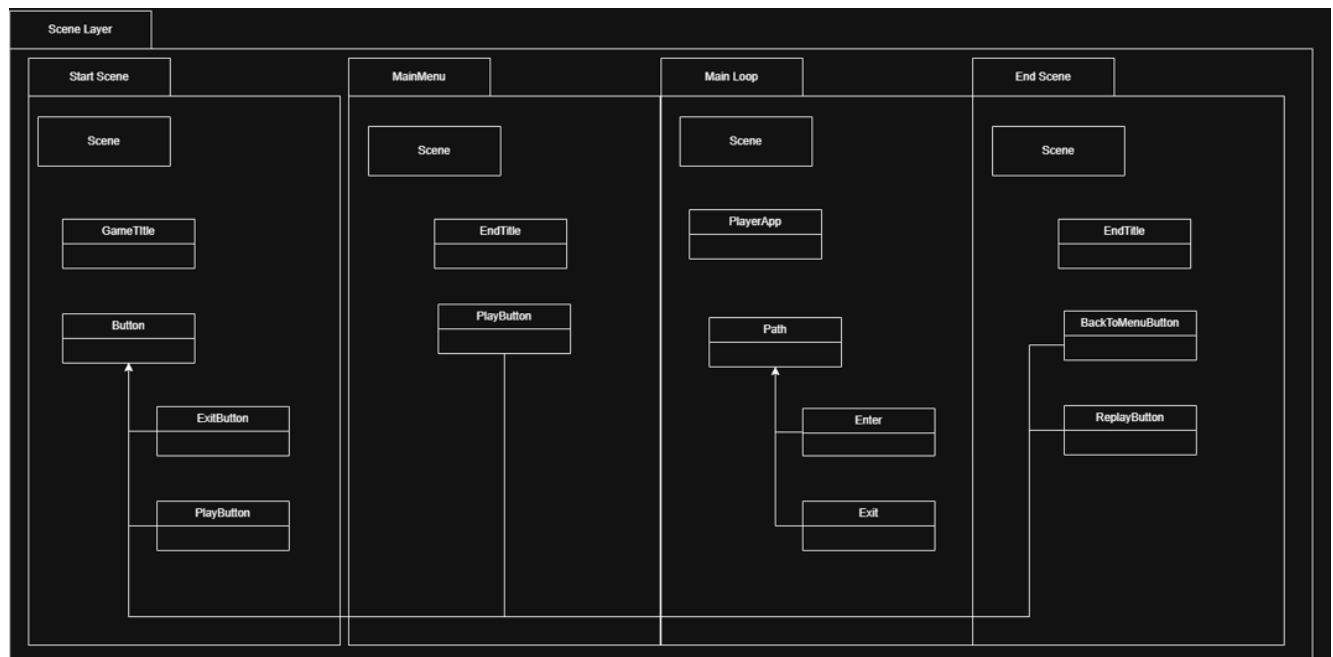 Scene Layer
Start Scene
Scene
GameTItle
Button
ExitButton
PlayButton
MainMenu
Scene
EndTitle
PlayButton
Main Loop
Scene
PlayerApp
Path
Enter
Exit
End Scene
Scene
EndTitle
BackToMenuButton
ReplayButton